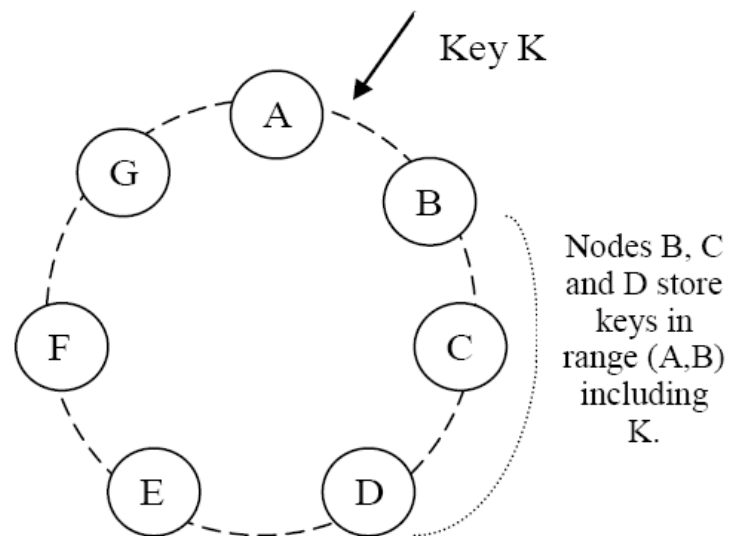 Key K
A
G
B
Nodes B, C
and D store
keys in
range (A,B)
including
K.
F
C
E
D